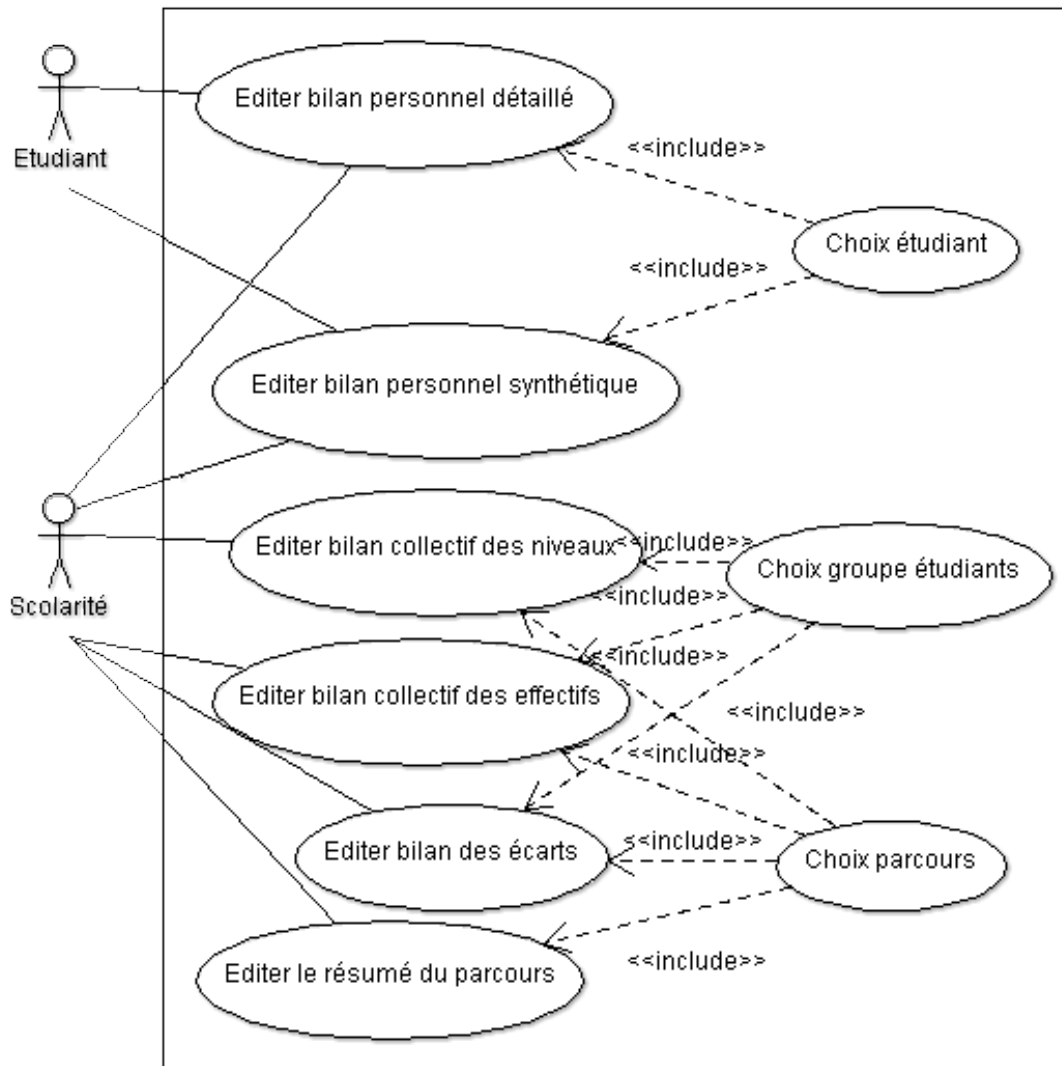 Editer bilan personnel détaillé
<<include>>
Etudiant
Choix étudiant
<<include>>
Editer bilan personnel synthétique
Editer bilan collectif des niveaux
<<include>>
Choix groupe étudiants
<<include>>
Scolarité
<<include>>
Editer bilan collectif des effectifs
<<include>>
<<include>>
<<include>>
Editer bilan des écarts
Choix parcours
<<include>>
Editer le résumé du parcours